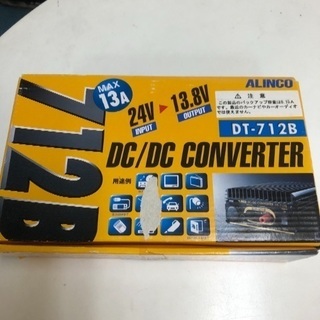 712B
MAX
13A
24V
INPUT
13.8V
OUTPUT
DC/DC CONVERTER
用途例
ALINCO
⚠ 注意
DT-712B